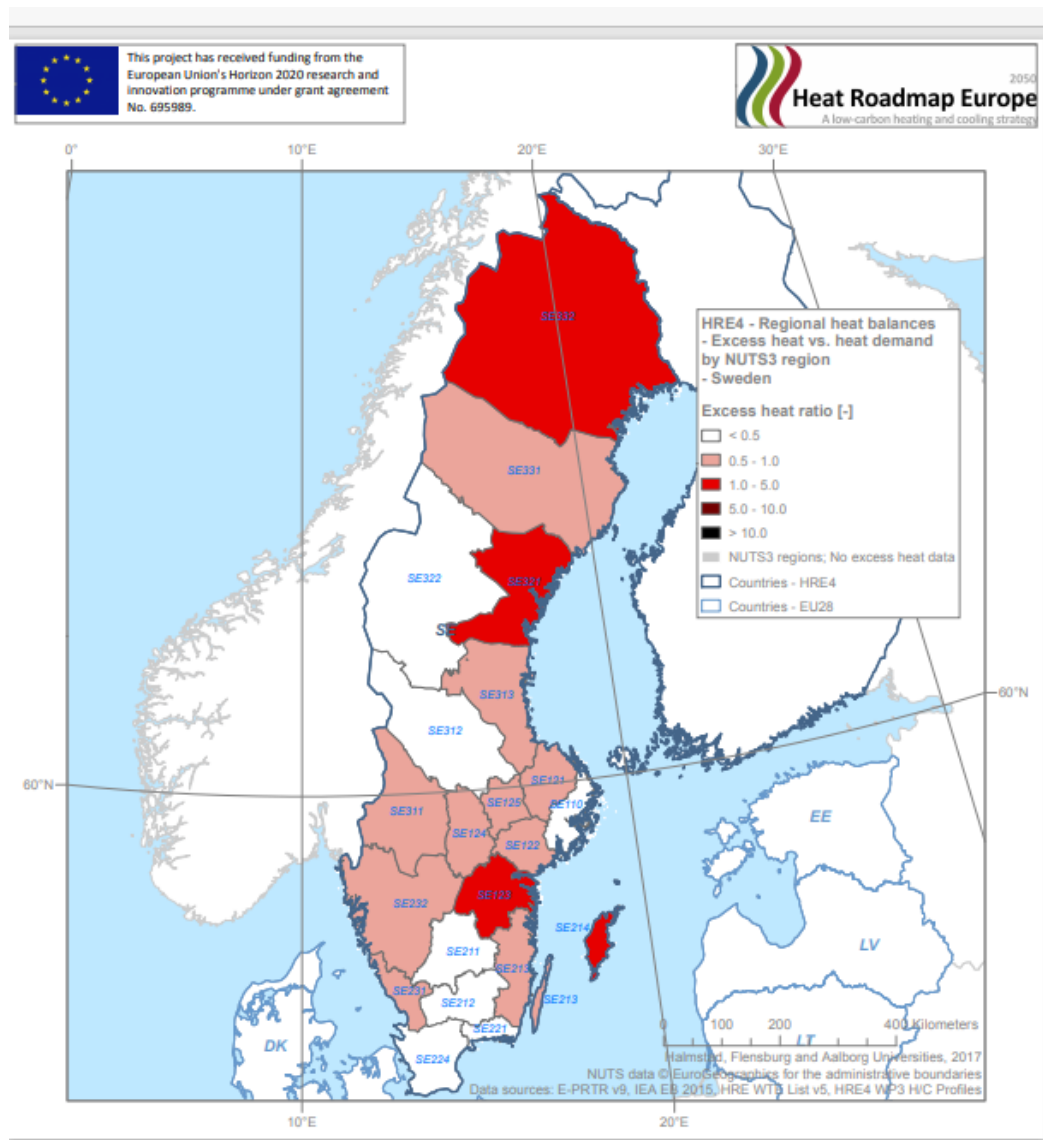 This project has received funding from the
European Union's Horizon 2020 research and
innovation programme under grant agreement
No. 695989.
2050
Heat Roadmap Europe
A low-carbon heating and cooling strategy
0°
10°E
20°E
30°E
SE332
HRE4 - Regional heat balances
- Excess heat vs. heat demand
by NUTS3 region
- Sweden
Excess heat ratio [-]
< 0.5
0.5 - 1.0
1.0 - 5.0
5.0 - 10.0
> 10.0
NUTS3 regions; No excess heat data
Countries - HRE4
Countries - EU28
SE331
SE322
SE321
SE
SE313
60°N
SE312
SE121
60°N
SE311
SE125
SE110
SE124
SE122
EE
SE123
SE232
SE214
SE211
LV
SE213
SE231
SE212
SE213
SE221
0 100 200 400 Kilometers
DK
SE224
LT
Halmstad, Flensburg and Aalborg Universities, 2017
NUTS data © EuroGeographics for the administrative boundaries
Data sources: E-PRTR v9, IEA EB 2015, HRE WTE List v5, HRE4 WP3 H/C Profiles
10°E
20°E